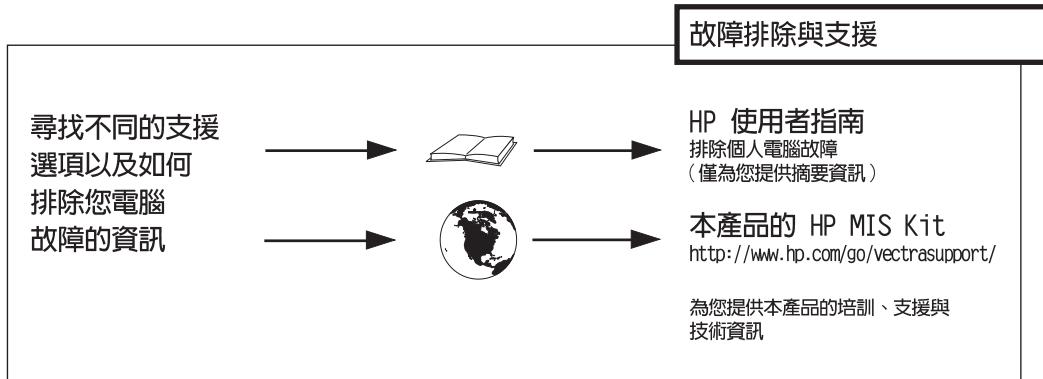 故障排除與支援
尋找不同的支援
選項以及如何
排除您電腦
故障的資訊
HP 使用者指南
排除個人電腦故障
(僅為您提供摘要資訊)
本產品的 HP MIS Kit
http://www.hp.com/go/vectrasupport/
為您提供本產品的培訓、支援與
技術資訊